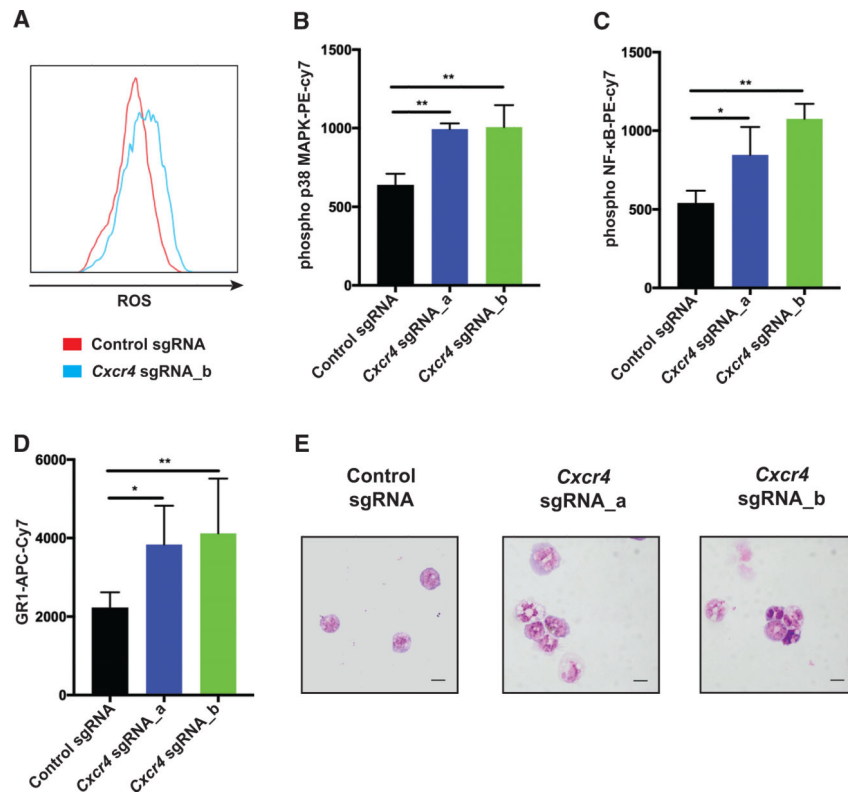 A
ROS
Control sgRNA
Cxcr4 sgRNA_b
B
phospho p38 MAPK-PE-cy7
1500
1000
500
0
**
**
Control sgRNA
Cxcr4 sgRNA_a
Cxcr4 sgRNA_b
C
phospho NF-κB-PE-cy7
1500
1000
500
0
**
*
Control sgRNA
Cxcr4 sgRNA_a
Cxcr4 sgRNA_b
D
GR1-APC-Cy7
6000
4000
2000
0
**
*
Control sgRNA
Cxcr4 sgRNA_a
Cxcr4 sgRNA_b
E
Control
sgRNA
Cxcr4
sgRNA_a
Cxcr4
sgRNA_b